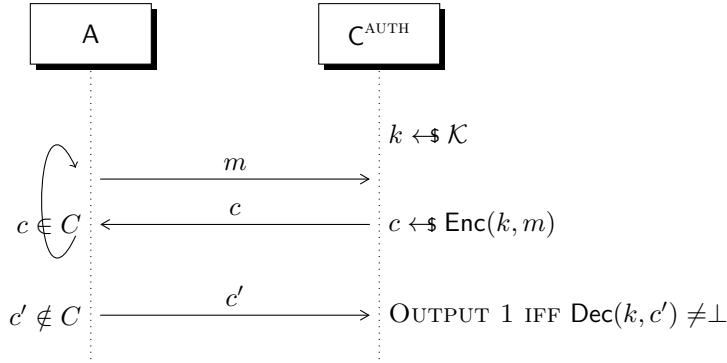 A C^AUTH
k ←$ K
m
c ∈ C c c ←$ Enc(k, m)
c′ ∉ C c′ OUTPUT 1 IFF Dec(k, c′) ≠⊥